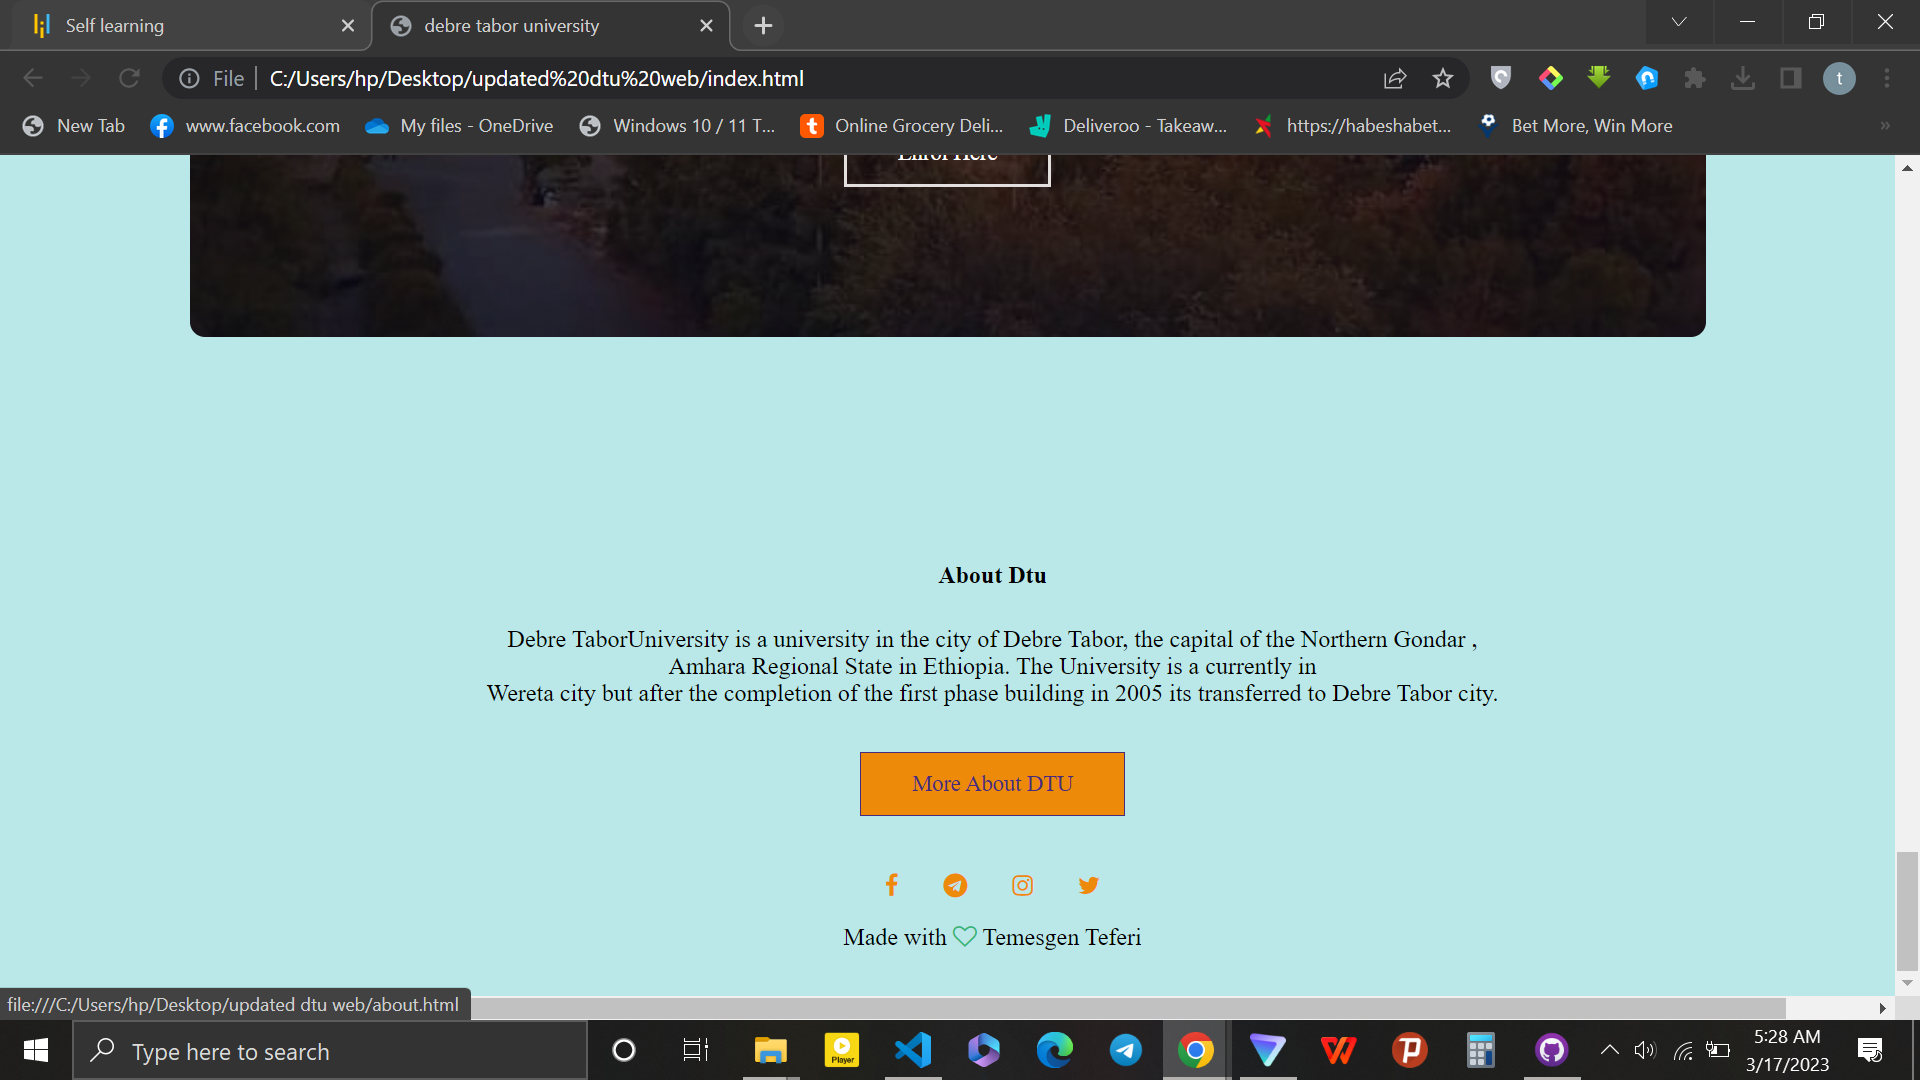 Self learning
debre tabor university
File
C:/Users/hp/Desktop/updated%20dtu%20web/index.html
t
New Tab
www.facebook.com
My files - OneDrive
Windows 10 / 11 T...
Online Grocery Deli...
Deliveroo - Takeaw...
https://habeshabet...
Bet More, Win More
»
Enrol Here
About Dtu
Debre TaborUniversity is a university in the city of Debre Tabor, the capital of the Northern Gondar ,
Amhara Regional State in Ethiopia. The University is a currently in
Wereta city but after the completion of the first phase building in 2005 its transferred to Debre Tabor city.
More About DTU
Made with Temesgen Teferi
file:///C:/Users/hp/Desktop/updated dtu web/about.html
Type here to search
Player
5:28 AM
3/17/2023